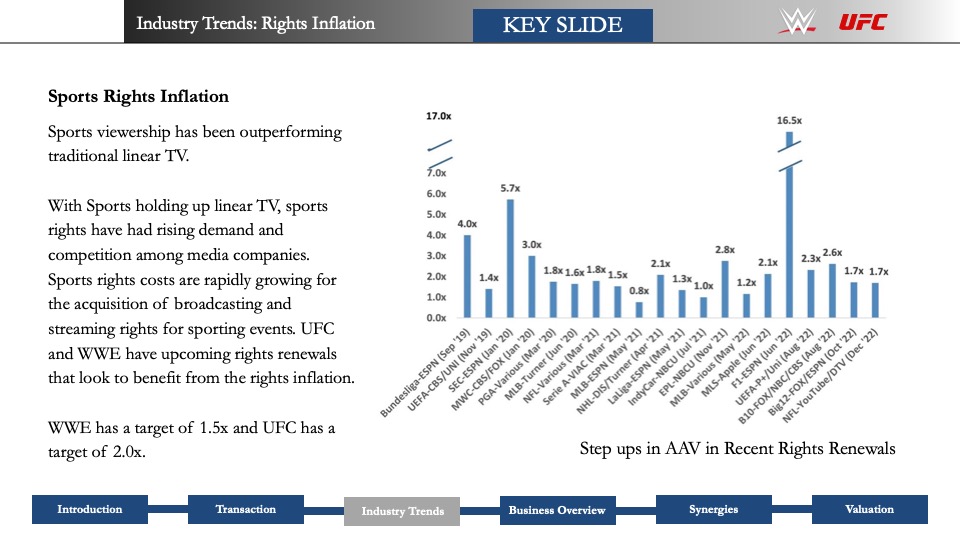 Industry Trends: Rights Inflation
KEY SLIDE
W
UFC
Sports Rights Inflation
Sports viewership has been outperforming
traditional linear TV.
With Sports holding up linear TV, sports
rights have had rising demand and
competition among media companies.
Sports rights costs are rapidly growing for
the acquisition of broadcasting and
streaming rights for sporting events. UFC
and WWE have upcoming rights renewals
that look to benefit from the rights inflation.
WWE has a target of 1.5x and UFC has a
target of 2.0x.
17.0x
7.0x
6.0x
5.0x
4.0x
3.0x
2.0x
1.0x
0.0x
4.0x
1.4x
5.7x
3.0x
1.8x
1.6x
1.8x
1.5x
0.8x
2.1x
1.3x
1.0x
2.8x
1.2x
2.1x
16.5x
2.3x
2.6x
1.7x
1.7x
Bundesliga-ESPN (Sep '19)
UEFA-CBS/UNI (Nov '19)
SEC-ESPN (Jan '20)
MWC-CBS/FOX (Jan '20)
PGA-Various (Mar '20)
MLB-Turner (Jun '20)
NFL-Various (Mar '21)
Serie A-VIAC (Mar '21)
MLB-ESPN (May '21)
NHL-DIS/Turner (Apr '21)
LaLiga-ESPN (May '21)
IndyCar-NBCU (Jul '21)
EPL-NBCU (Nov '21)
MLB-Various (May '22)
MLS-Apple (Jun '22)
F1-ESPN (Jun '22)
UEFA-P+/Uni (Aug '22)
B10-FOX/NBC/CBS (Aug '22)
Big12-FOX/ESPN (Oct '22)
NFL-YouTube/DTV (Dec '22)
Step ups in AAV in Recent Rights Renewals
Introduction
Transaction
Industry Trends
Business Overview
Synergies
Valuation